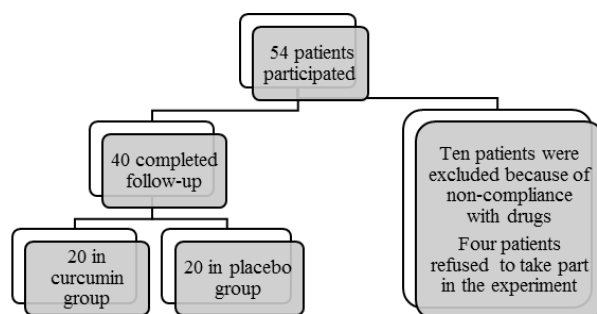 54 patients
participated
40 completed
follow-up
20 in
curcumin
group
20 in placebo
group
Ten patients were
excluded because of
non-compliance
with drugs
Four patients
refused to take part
in the experiment